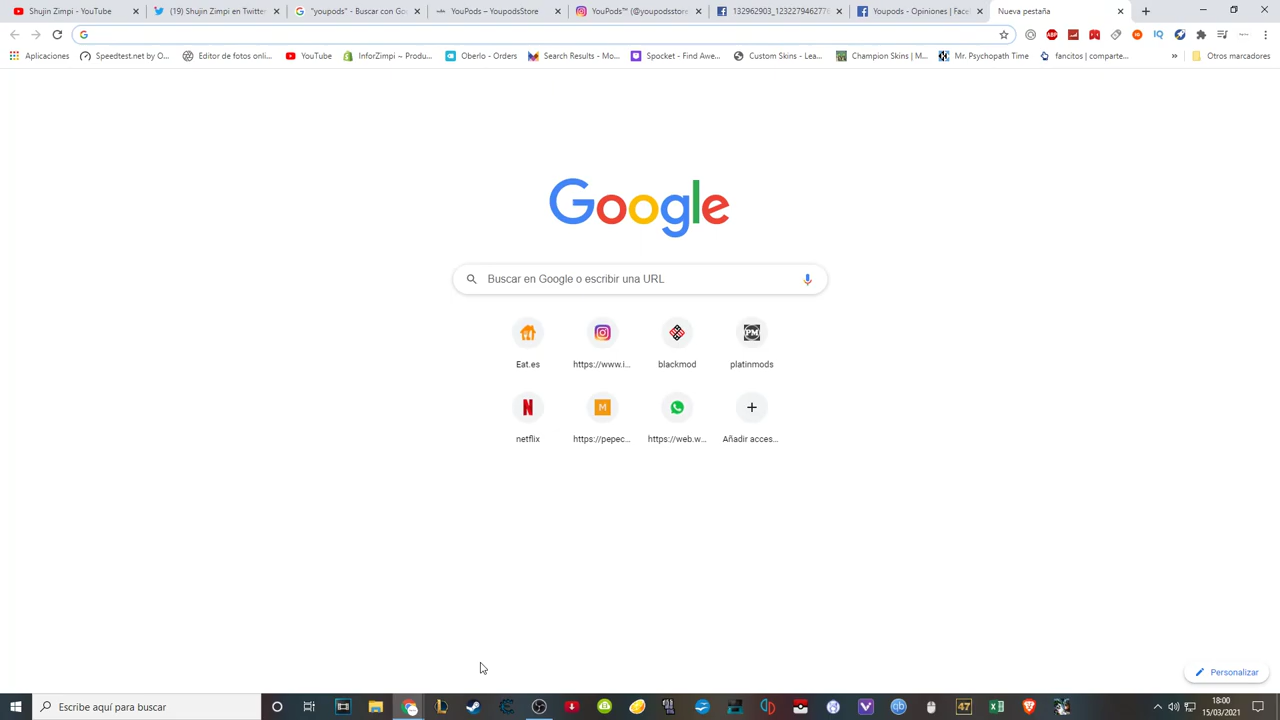 Shujin Zimpi - YouTube
(19) Shujin Zimpi en Twitter
"youpods" - Buscar con Go
YouPods – YoupodsStore
YouPods™ (@youpodsstore
132962903_123227946277
Youpods - Opiniones | Face
Nueva pestaña
Aplicaciones
Speedtest.net by O...
Editor de fotos onli...
YouTube
InforZimpi ~ Produ...
Oberlo - Orders
Search Results - Mo...
Spocket - Find Awe...
Custom Skins - Lea...
Champion Skins | M...
Mr. Psychopath Time
fancitos | comparte...
»
Otros marcadores
Google
Buscar en Google o escribir una URL
Eat.es
https://www.i...
blackmod
platinmods
netflix
https://pepec...
https://web.w...
Añadir acces...
Personalizar
Escribe aquí para buscar
18:00
15/03/2021